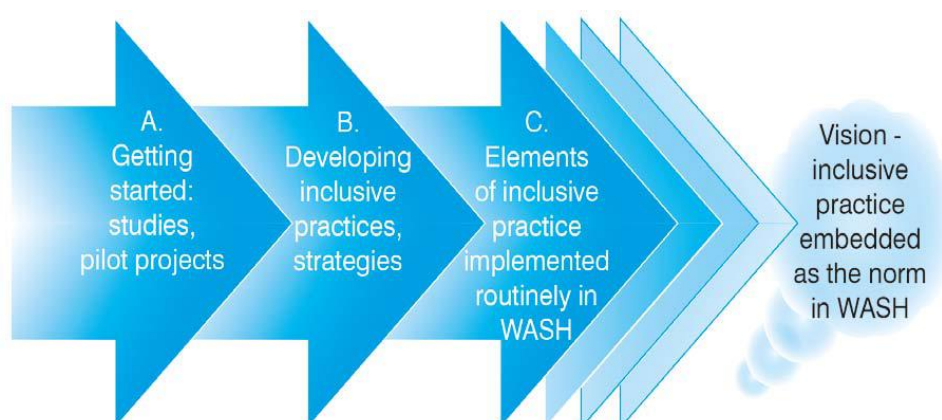 A.
Getting
started:
studies,
pilot projects
B.
Developing
inclusive
practices,
strategies
C.
Elements
of inclusive
practice
implemented
routinely in
WASH
Vision -
inclusive
practice
embedded
as the norm
in WASH